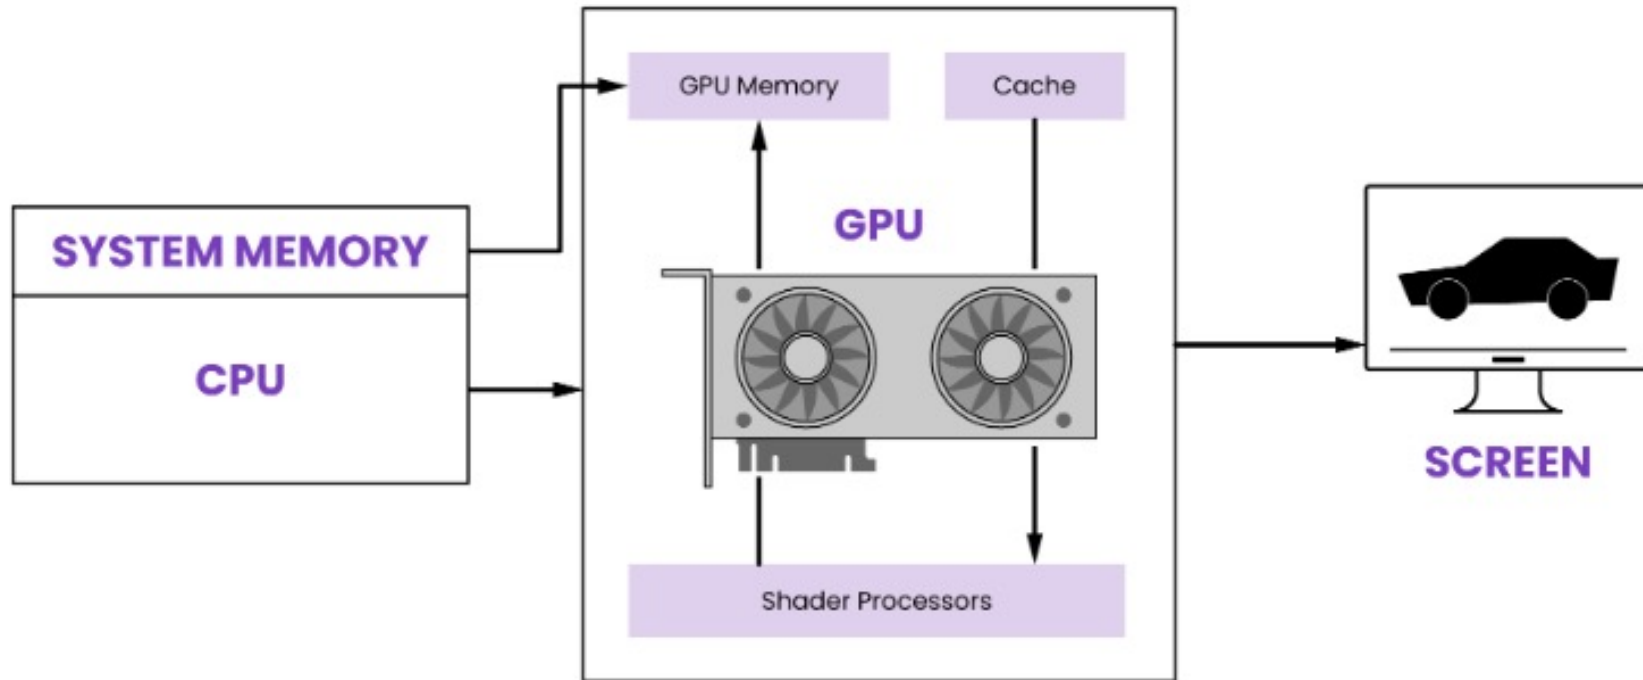 GPU Memory
Cache
GPU
SYSTEM MEMORY
CPU
SCREEN
Shader Processors